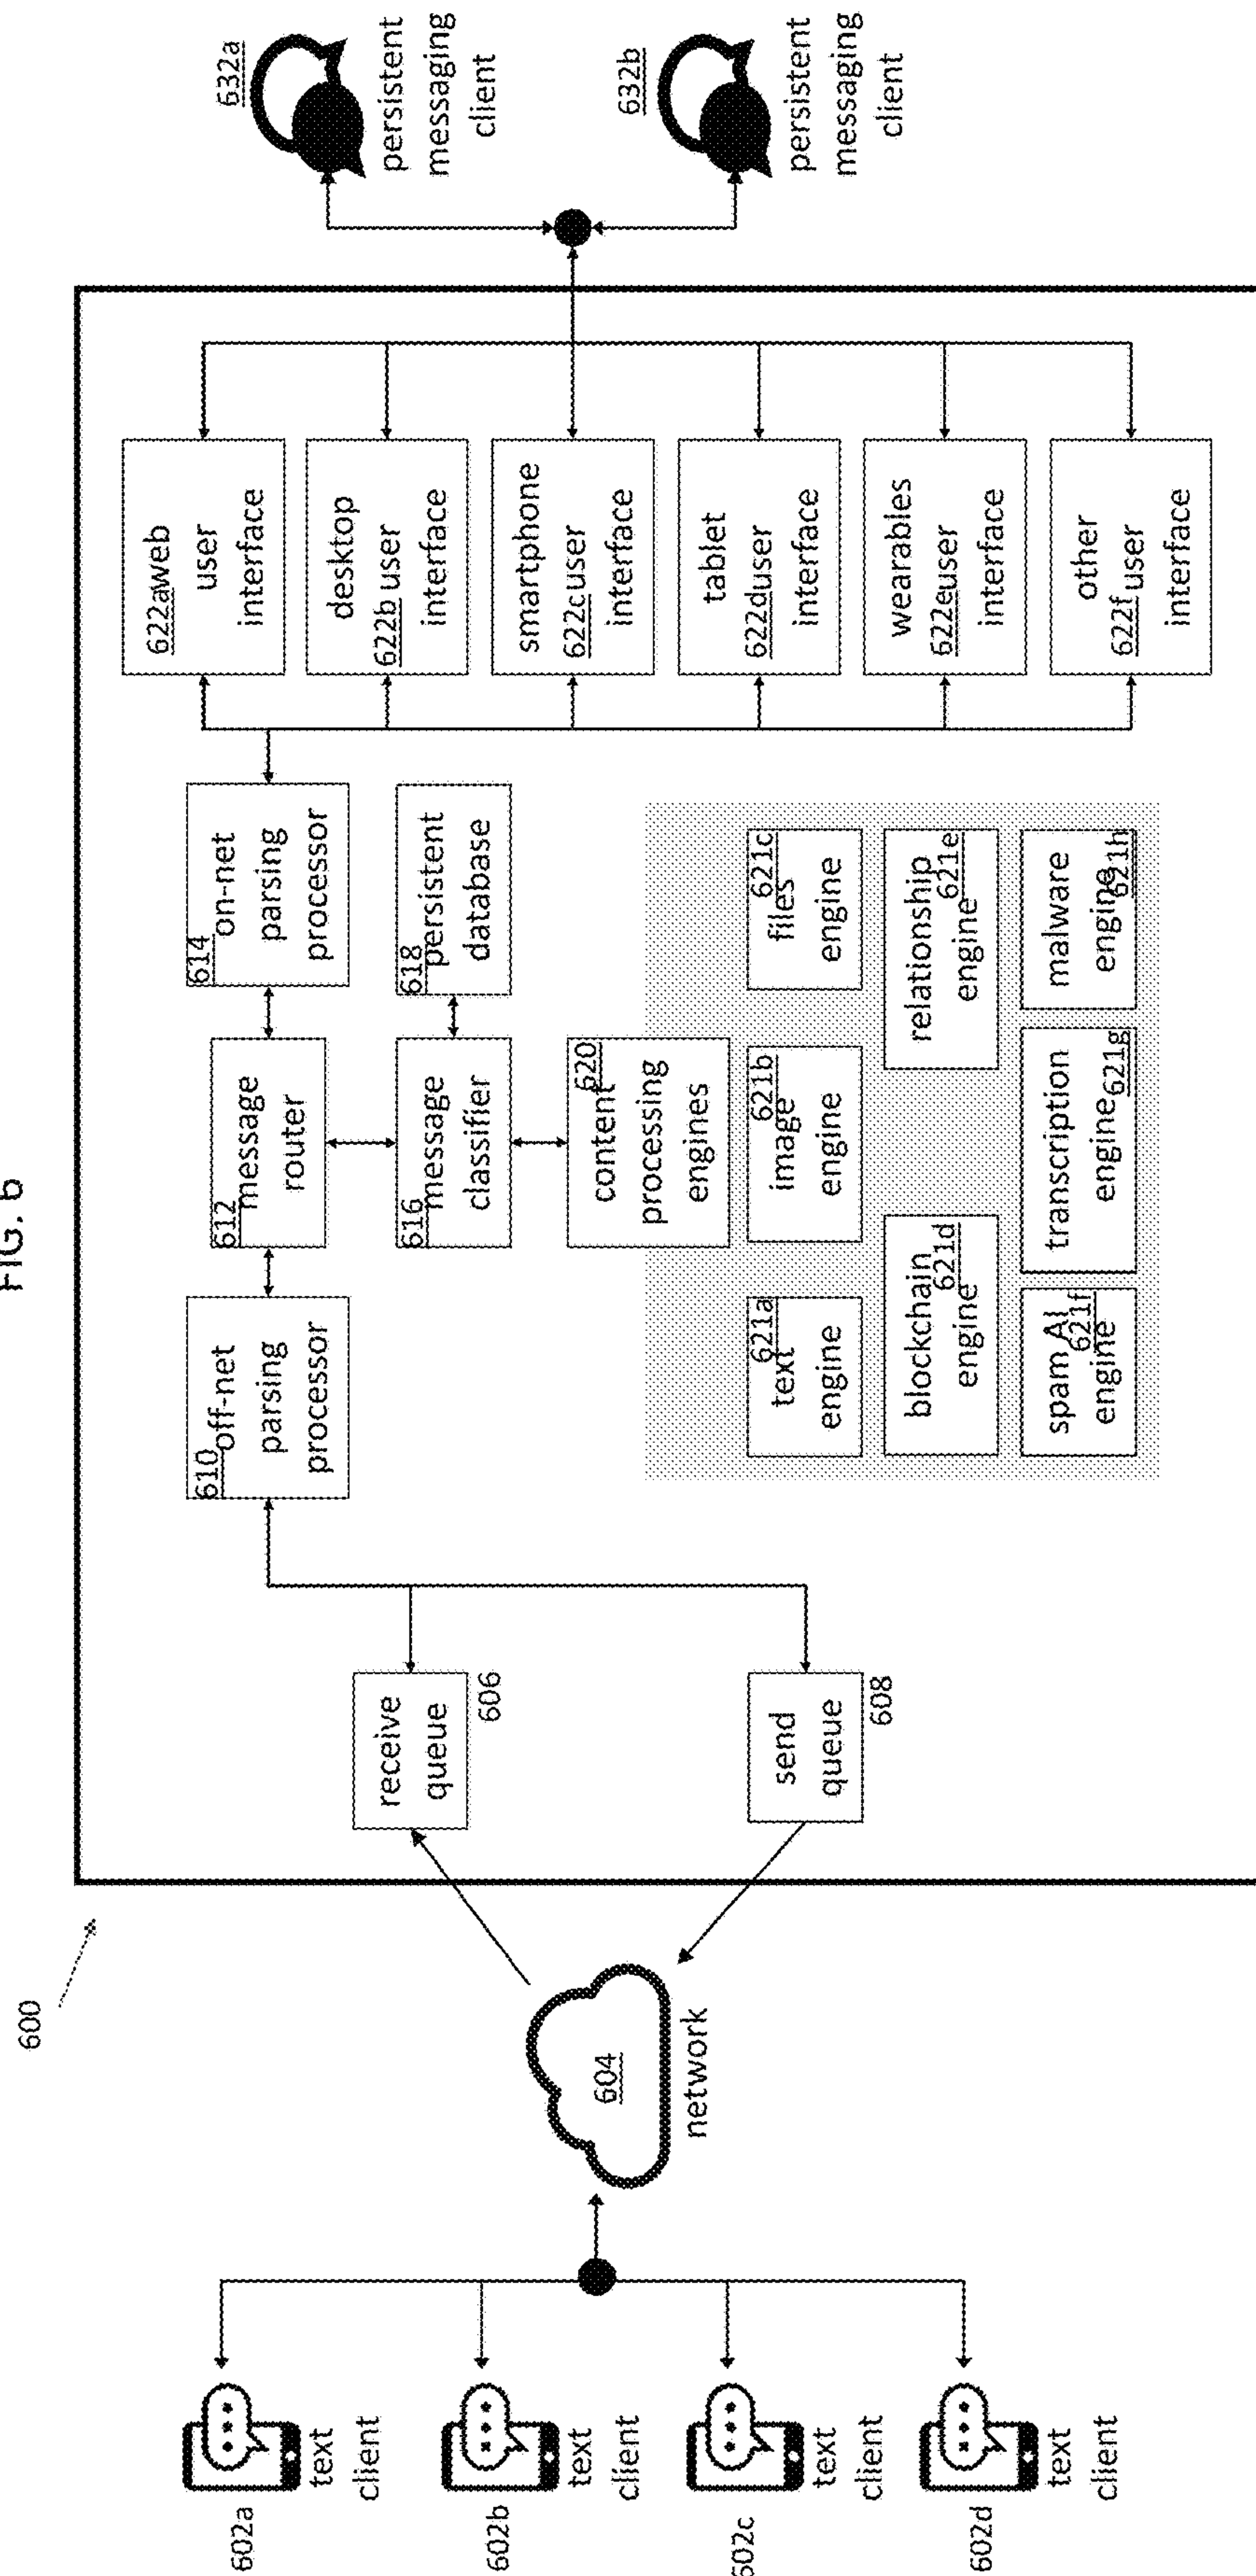 FIG. 6
600
602a
text
client
602b
text
client
602c
text
client
602d
text
client
604
network
receive
queue
606
send
queue
608
610
off-net
parsing
processor
612
message
router
614
on-net
parsing
processor
616
message
classifier
618
persistent
database
620
content
processing
engines
621a
text
engine
621b
image
engine
621c
files
engine
blockchain
621d
engine
relationship
621e
engine
spam AI
621f
engine
transcription
621g
engine
malware
621h
engine
622a web
user
interface
desktop
622b user
interface
smartphone
622c user
interface
tablet
622d user
interface
wearables
622e user
interface
other
622f user
interface
632a
persistent
messaging
client
632b
persistent
messaging
client